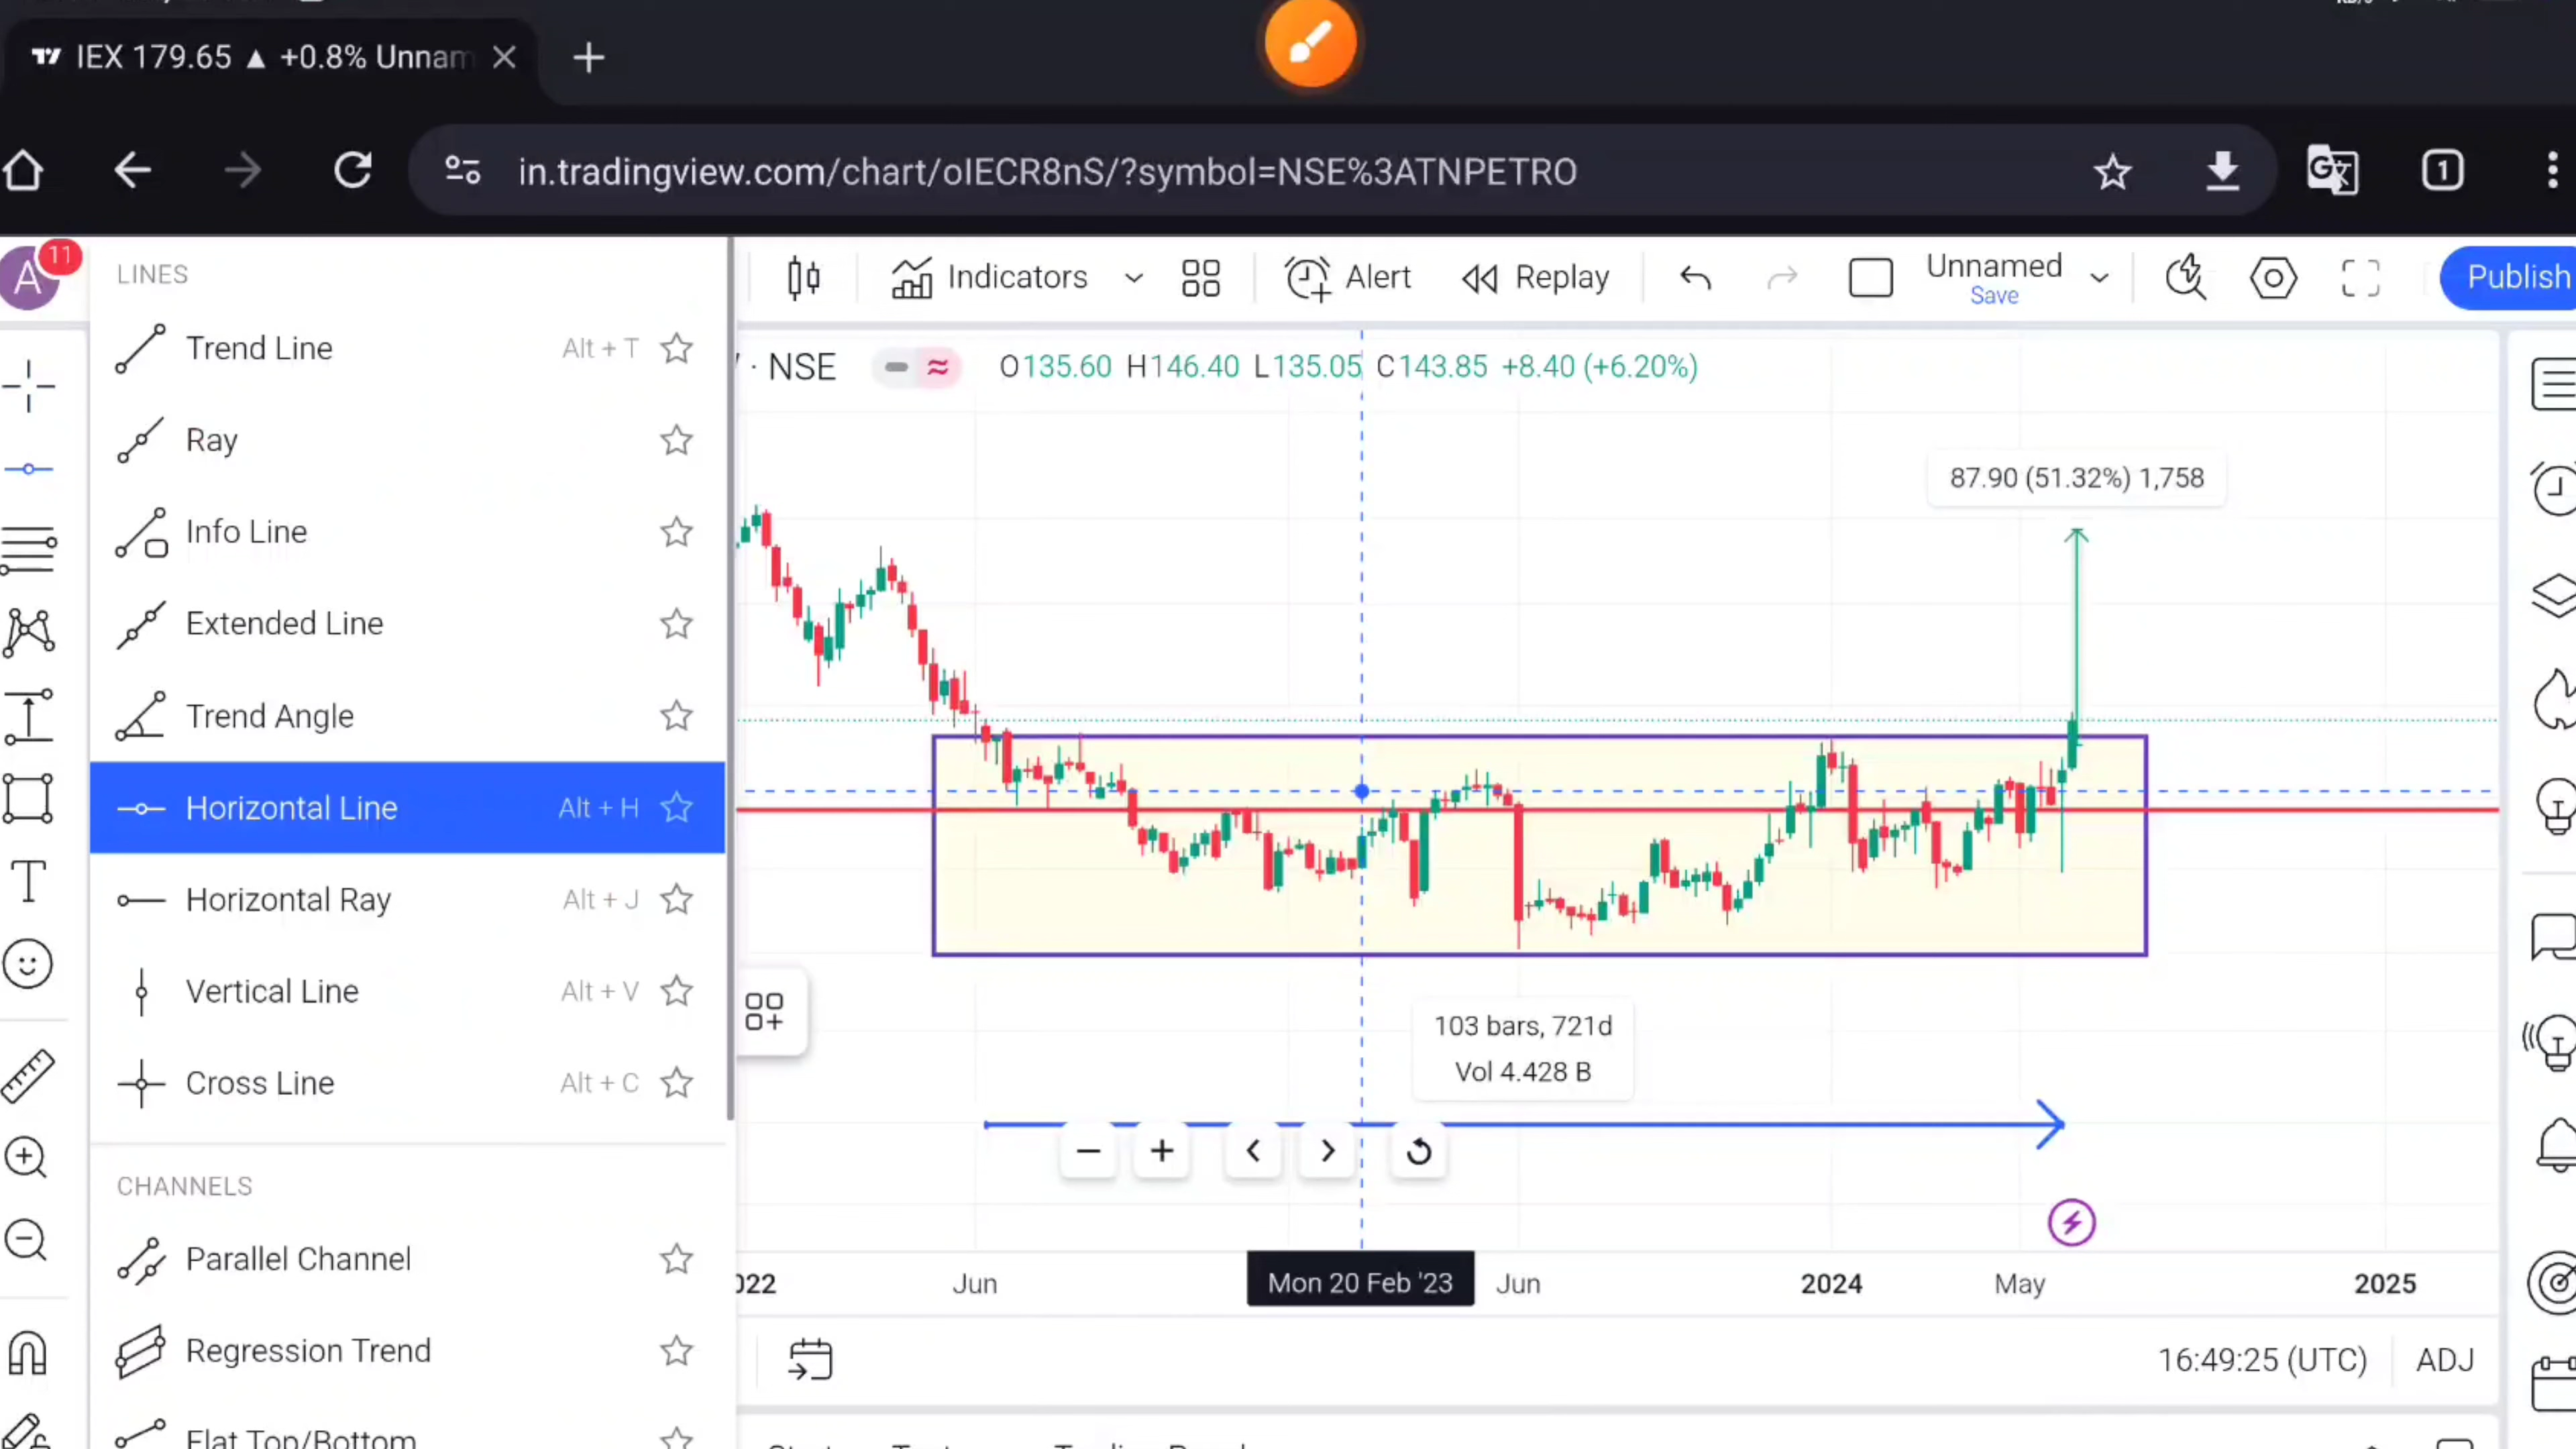 IEX 179.65 ▲ +0.8% Unnam
in.tradingview.com/chart/oIECR8nS/?symbol=NSE%3ATNPETRO
A 11
LINES
Indicators Alert Replay Unnamed Publish
Save
Trend Line Alt + T
· NSE O135.60 H146.40 L135.05 C143.85 +8.40 (+6.20%)
Ray
87.90 (51.32%) 1,758
Info Line
Extended Line
Trend Angle
Horizontal Line Alt + H
Horizontal Ray Alt + J
Vertical Line Alt + V
103 bars, 721d
Vol 4.428 B
Cross Line Alt + C
CHANNELS
Parallel Channel
022 Jun Mon 20 Feb '23 Jun 2024 May 2025
Regression Trend
16:49:25 (UTC) ADJ
Flat Top/Bottom